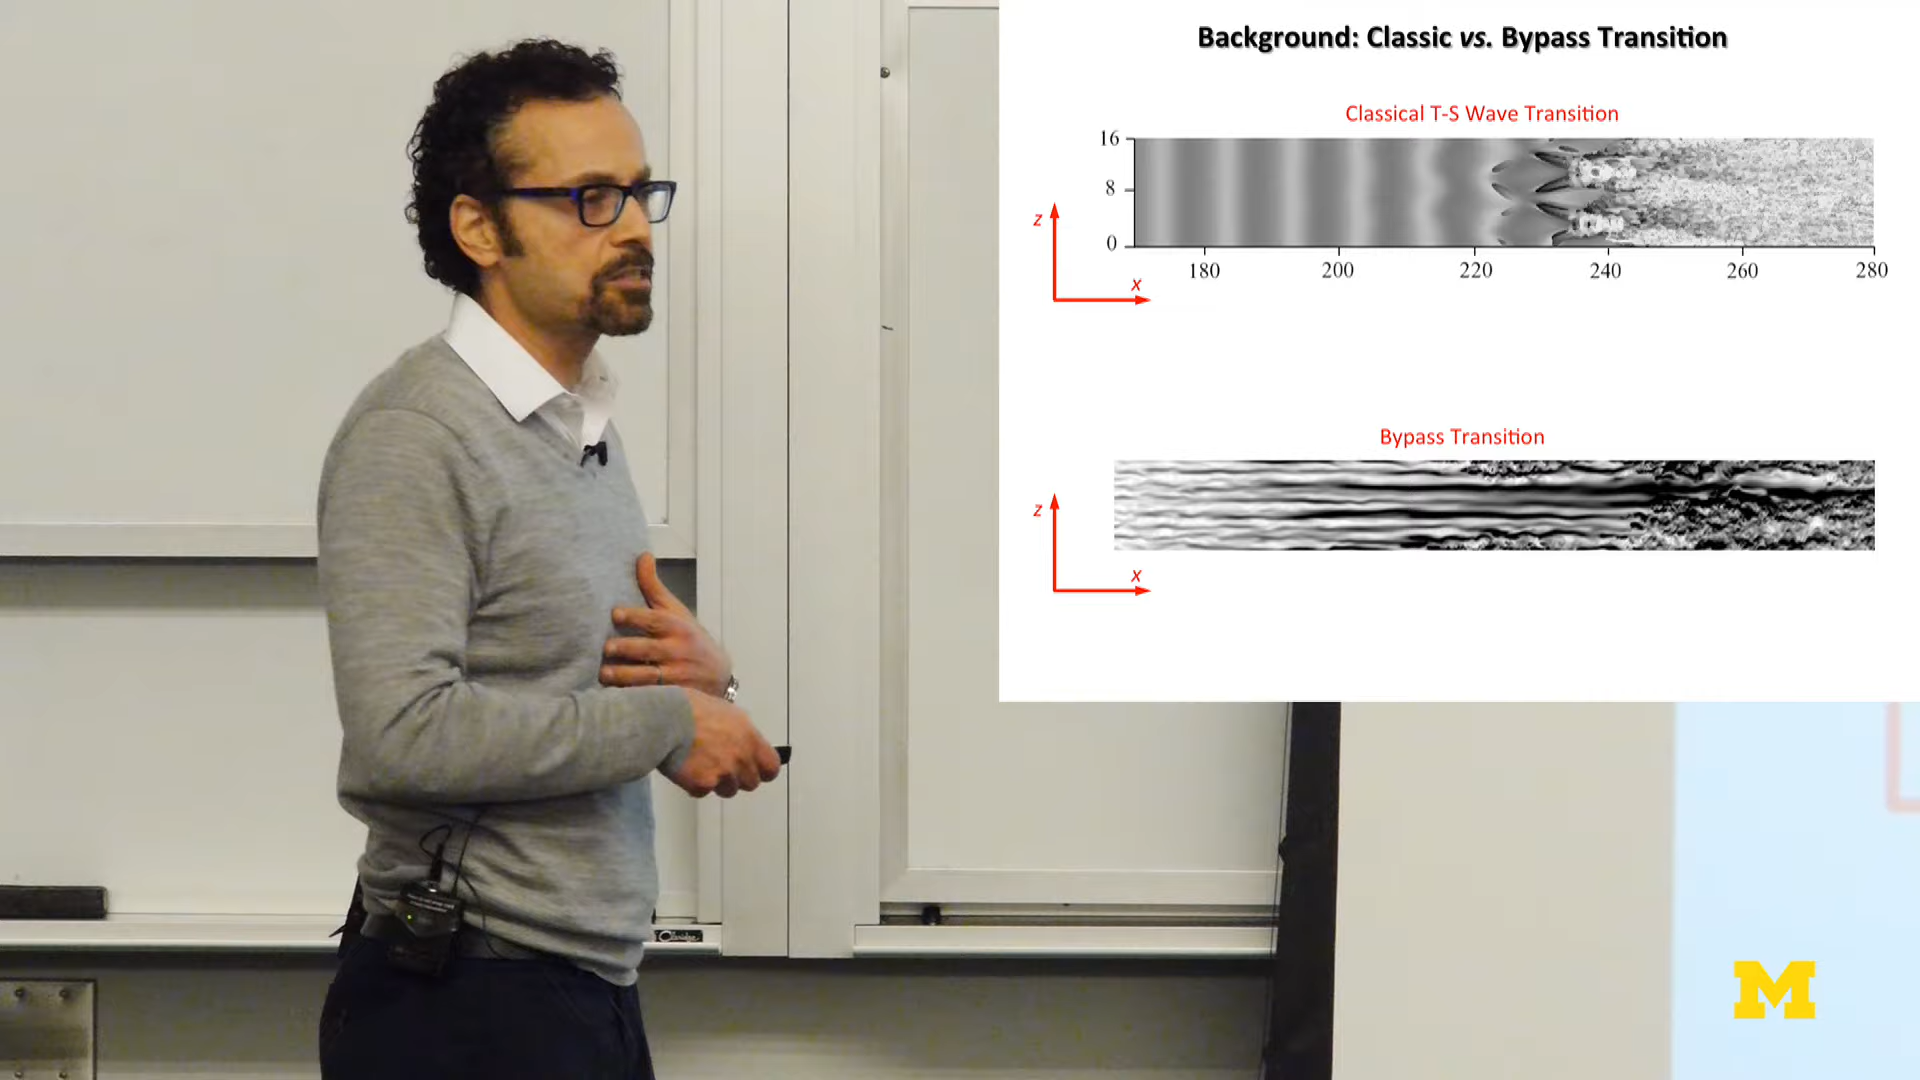 Background: Classic vs. Bypass Transition
Classical T-S Wave Transition
16
8
0
z
x
180 200 220 240 260 280
Bypass Transition
z
x
Claridge
M